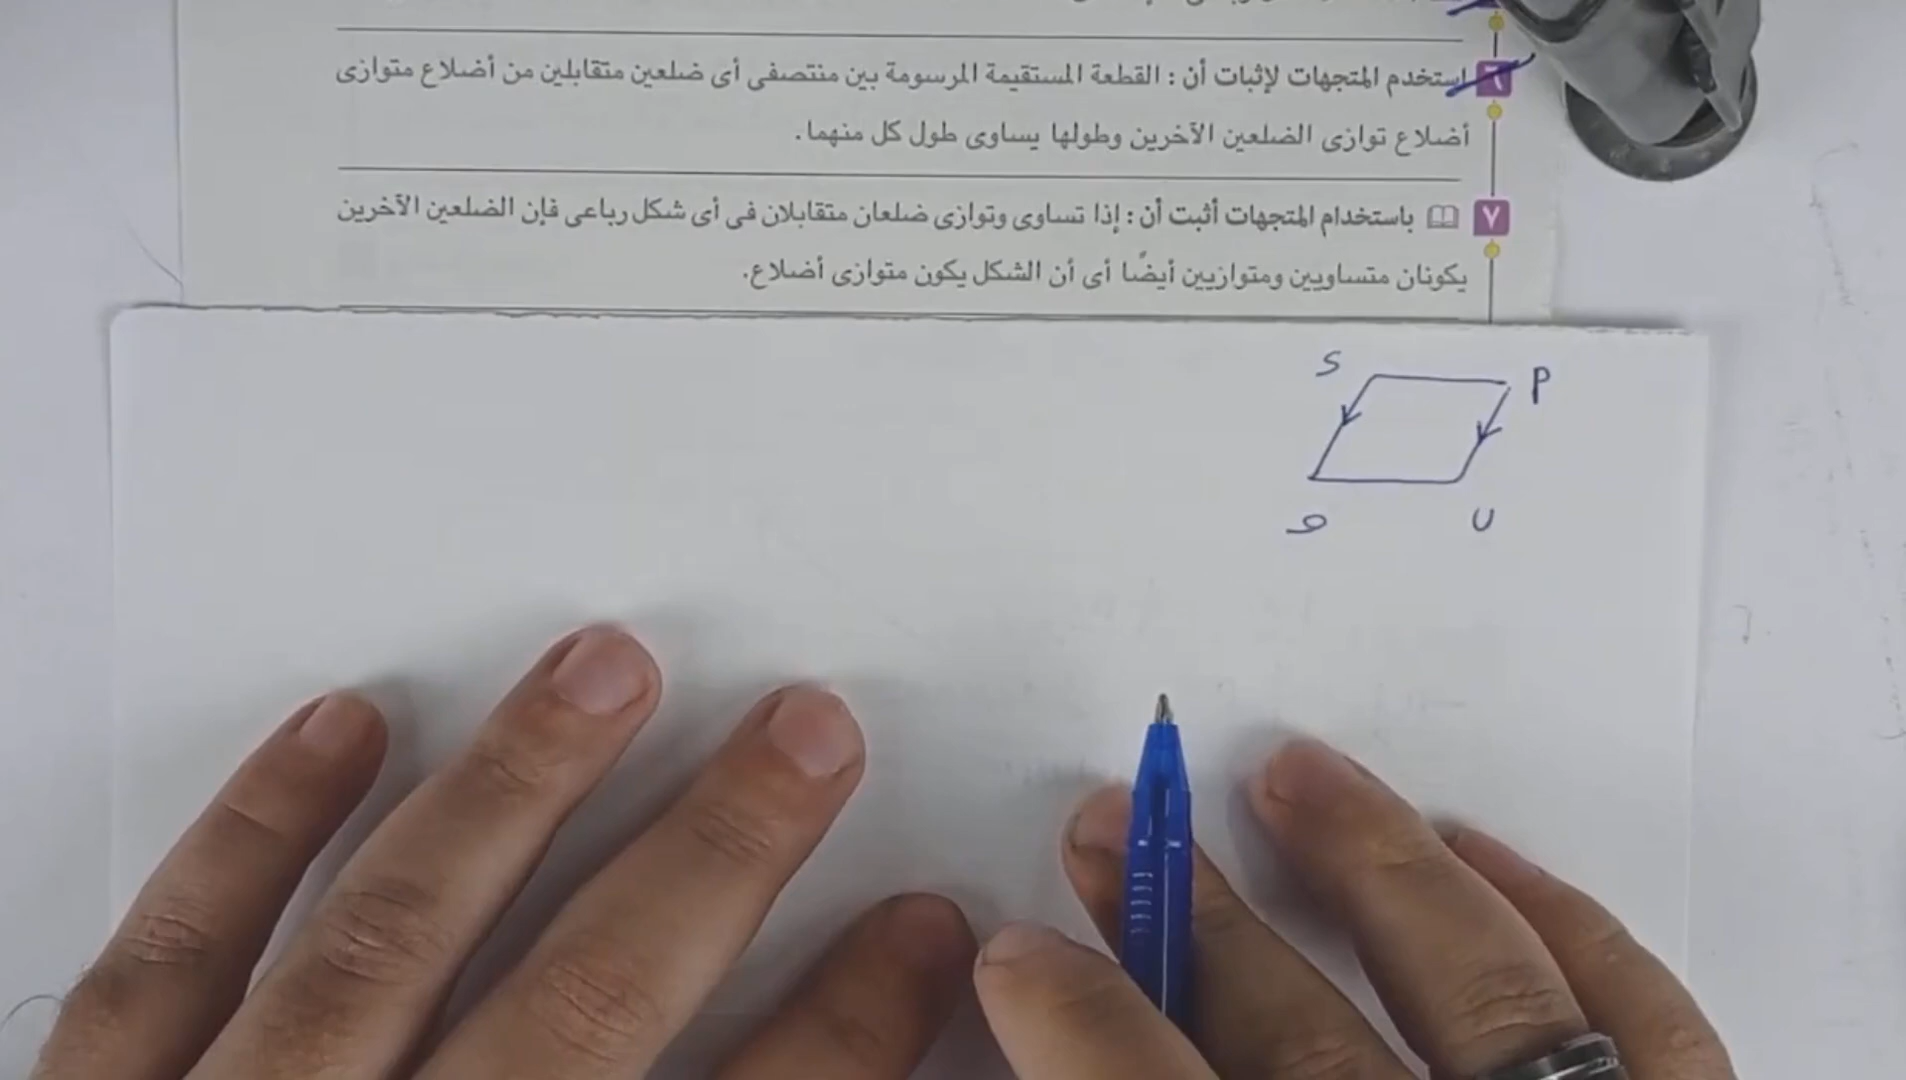 ٦ استخدم المتجهات لإثبات أن : القطعة المستقيمة المرسومة بين منتصفى أى ضلعين متقابلين من أضلاع متوازى
أضلاع توازى الضلعين الآخرين وطولها يساوى طول كل منهما.
٧ باستخدام المتجهات أثبت أن : إذا تساوى وتوازى ضلعان متقابلان فى أى شكل رباعى فإن الضلعين الآخرين
يكونان متساويين ومتوازيين أيضًا أى أن الشكل يكون متوازى أضلاع.